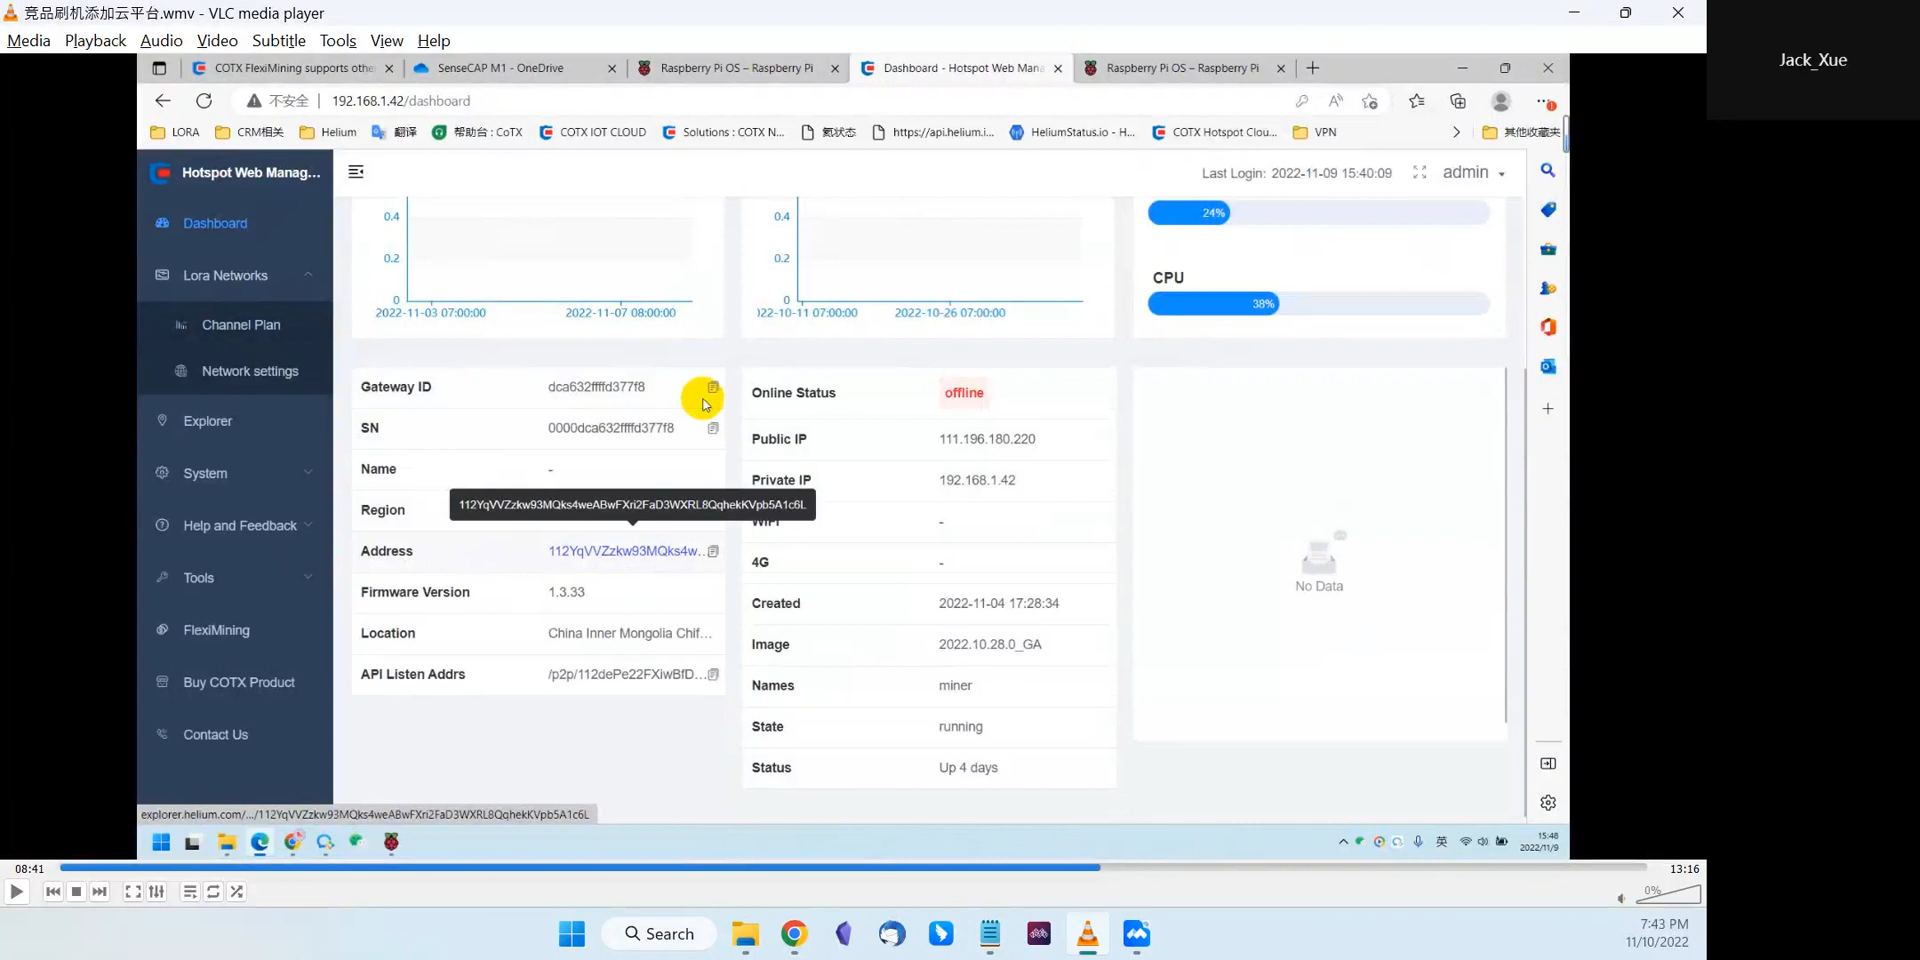 竞品刷机添加云平台.wmv - VLC media player
Media Playback Audio Video Subtitle Tools View Help
Jack_Xue
COTX FlexiMining supports othe
SenseCAP M1 - OneDrive
Raspberry Pi OS – Raspberry Pi
Dashboard - Hotspot Web Mana
Raspberry Pi OS – Raspberry Pi
不安全 | 192.168.1.42/dashboard
LORA
CRM相关
Helium
翻译
帮助台 : CoTX
COTX IOT CLOUD
Solutions : COTX N...
氦状态
https://api.helium.i...
HeliumStatus.io - H...
COTX Hotspot Clou...
VPN
其他收藏夹
Hotspot Web Manag...
Last Login: 2022-11-09 15:40:09
admin
Dashboard
Lora Networks
Channel Plan
Network settings
Explorer
System
Help and Feedback
Tools
FlexiMining
Buy COTX Product
Contact Us
0.4
0.2
0
2022-11-03 07:00:00
2022-11-07 08:00:00
0.4
0.2
0
22-10-11 07:00:00
2022-10-26 07:00:00
24%
CPU
38%
Gateway ID dca632ffffd377f8
SN 0000dca632ffffd377f8
Name -
Region
112YqVVZzkw93MQks4weABwFXri2FaD3WXRL8QqhekKVpb5A1c6L
Address 112YqVVZzkw93MQks4w...
Firmware Version 1.3.33
Location China Inner Mongolia Chif...
API Listen Addrs /p2p/112dePe22FXiwBfD...
Online Status offline
Public IP 111.196.180.220
Private IP 192.168.1.42
WIFI -
4G -
Created 2022-11-04 17:28:34
Image 2022.10.28.0_GA
Names miner
State running
Status Up 4 days
No Data
explorer.helium.com/.../112YqVVZzkw93MQks4weABwFXri2FaD3WXRL8QqhekKVpb5A1c6L
英
15:48
2022/11/9
08:41
13:16
0%
Search
7:43 PM
11/10/2022